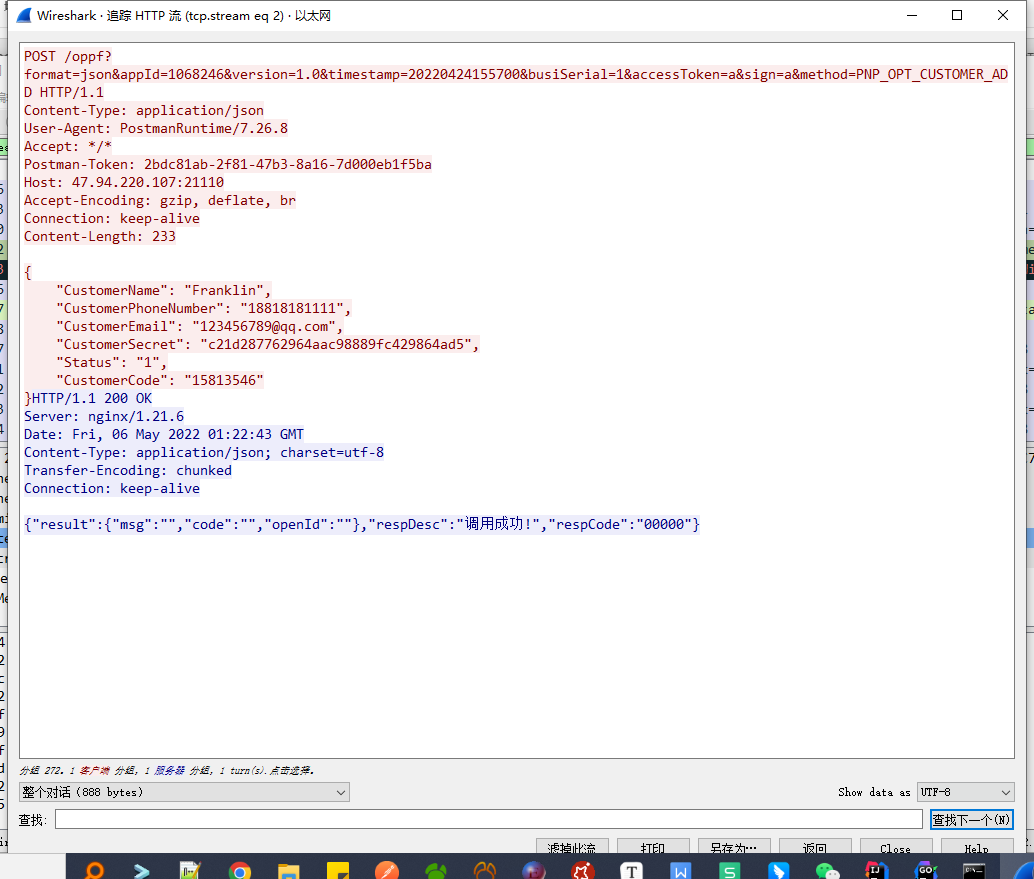 Wireshark · 追踪 HTTP 流 (tcp.stream eq 2) · 以太网
POST /oppf?
format=json&appId=1068246&version=1.0&timestamp=20220424155700&busiSerial=1&accessToken=a&sign=a&method=PNP_OPT_CUSTOMER_AD
D HTTP/1.1
Content-Type: application/json
User-Agent: PostmanRuntime/7.26.8
Accept: */*
Postman-Token: 2bdc81ab-2f81-47b3-8a16-7d000eb1f5ba
Host: 47.94.220.107:21110
Accept-Encoding: gzip, deflate, br
Connection: keep-alive
Content-Length: 233
{
"CustomerName": "Franklin",
"CustomerPhoneNumber": "18818181111",
"CustomerEmail": "123456789@qq.com",
"CustomerSecret": "c21d287762964aac98889fc429864ad5",
"Status": "1",
"CustomerCode": "15813546"
}HTTP/1.1 200 OK
Server: nginx/1.21.6
Date: Fri, 06 May 2022 01:22:43 GMT
Content-Type: application/json; charset=utf-8
Transfer-Encoding: chunked
Connection: keep-alive
{"result":{"msg":"","code":"","openId":""},"respDesc":"调用成功!","respCode":"00000"}
分组 272。1 客户端 分组, 1 服务器 分组, 1 turn(s).点击选择。
整个对话 (888 bytes)
Show data as
UTF-8
查找:
查找下一个(N)
滤掉此流
打印
另存为…
返回
Close
Help